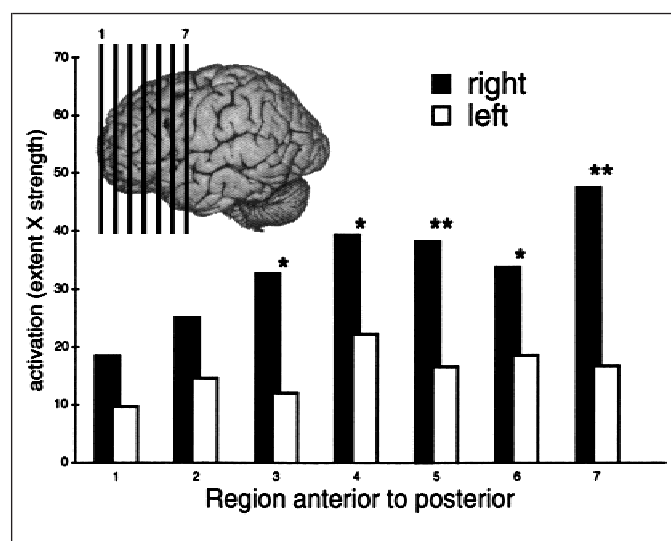 1 7
70
60
50
40
30
20
10
0
activation (extent X strength)
right
left
*
*
**
*
**
1 2 3 4 5 6 7
Region anterior to posterior